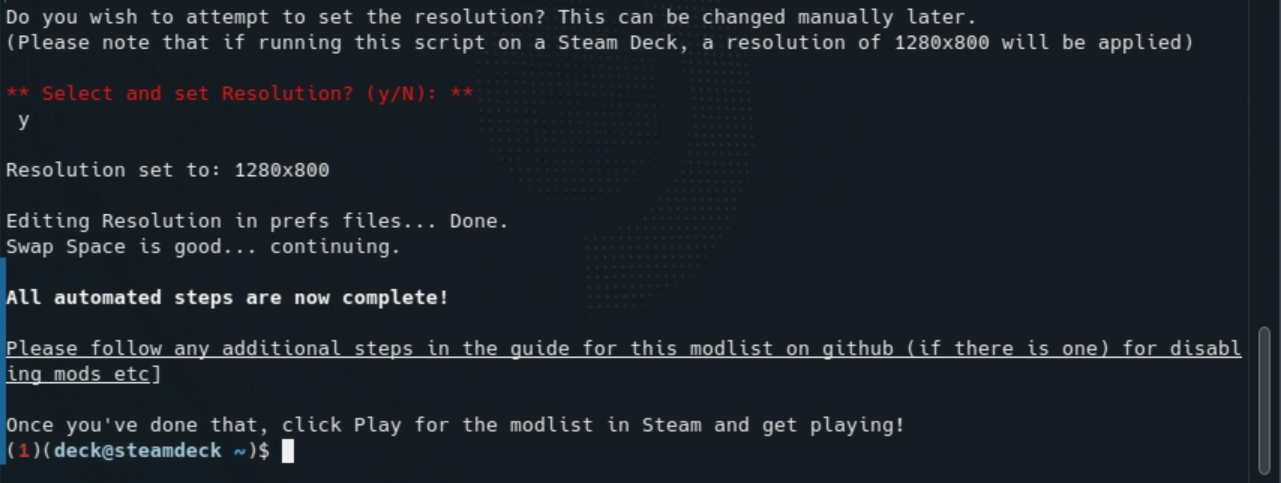 Do you wish to attempt to set the resolution? This can be changed manually later.
(Please note that if running this script on a Steam Deck, a resolution of 1280x800 will be applied)
** Select and set Resolution? (y/N): **
y
Resolution set to: 1280x800
Editing Resolution in prefs files... Done.
Swap Space is good... continuing.
All automated steps are now complete!
Please follow any additional steps in the guide for this modlist on github (if there is one) for disabl
ing mods etc]
Once you've done that, click Play for the modlist in Steam and get playing!
(1)(deck@steamdeck ~)$